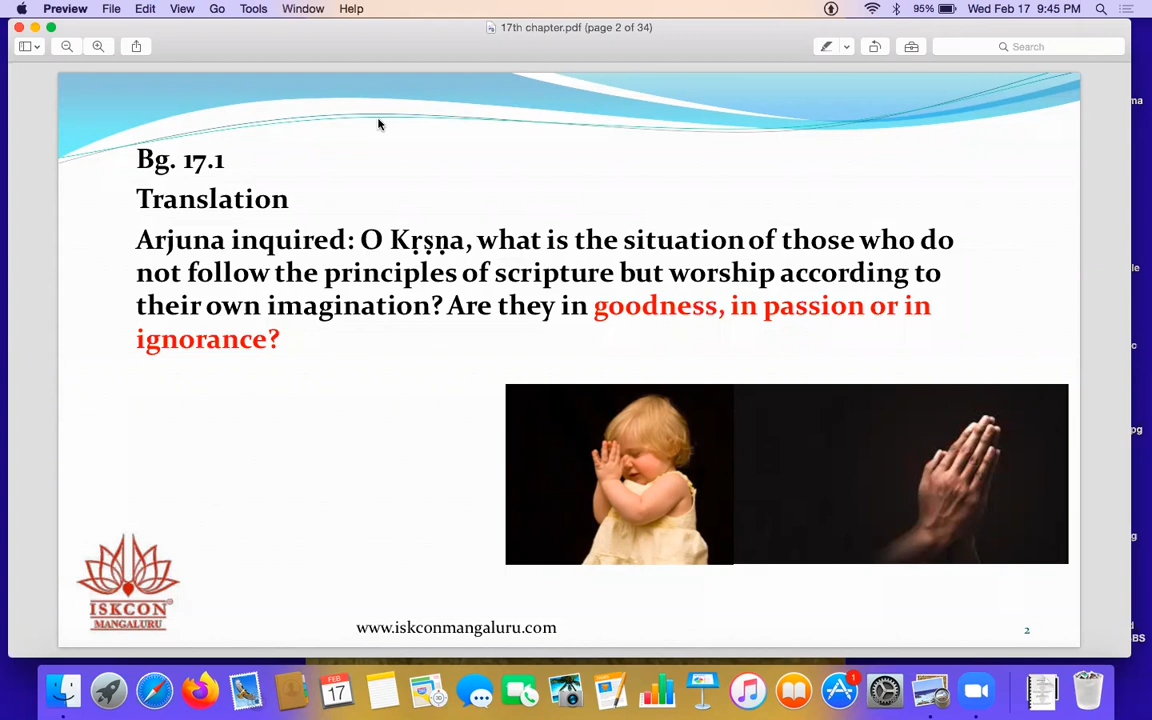 Preview File Edit View Go Tools Window Help 95% Wed Feb 17 9:45 PM
17th chapter.pdf (page 2 of 34)
Search
Bg. 17.1
Translation
Arjuna inquired: O Kṛṣṇa, what is the situation of those who do
not follow the principles of scripture but worship according to
their own imagination? Are they in goodness, in passion or in
ignorance?
ISKCON
MANGALURU
www.iskconmangaluru.com
2
FEB
17
1